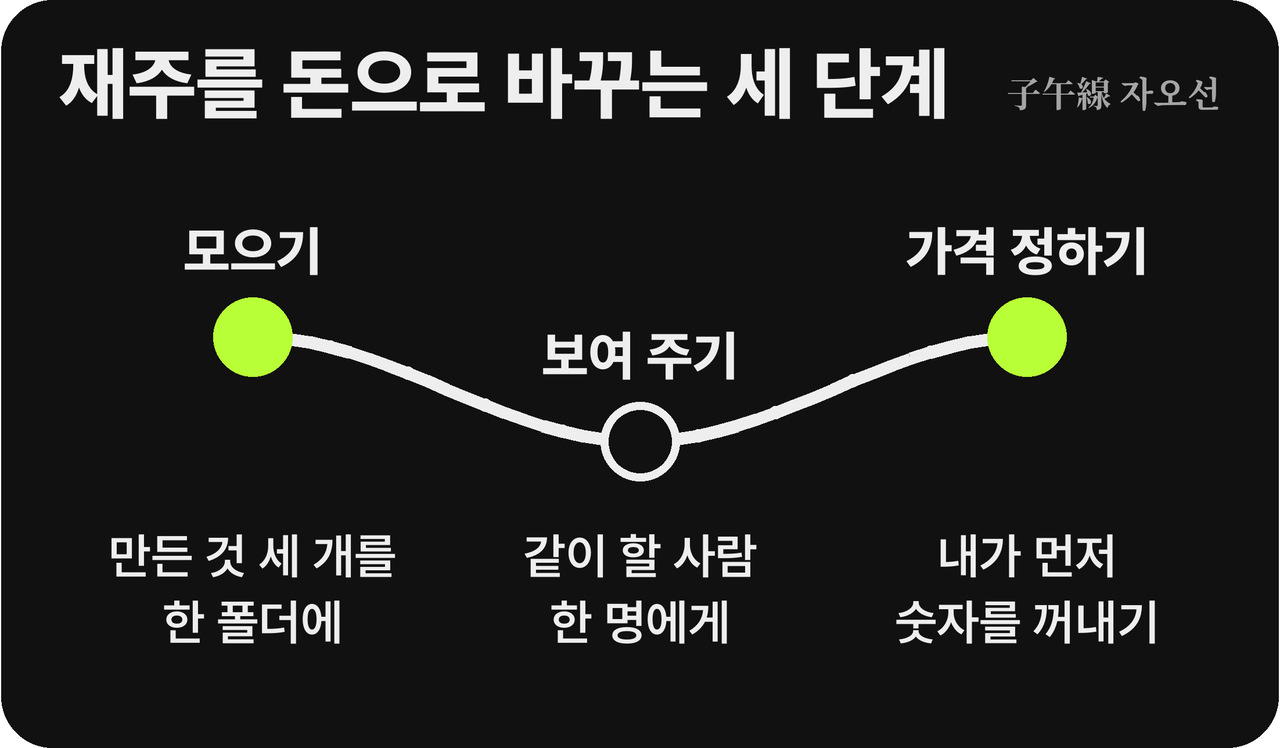 재주를 돈으로 바꾸는 세 단계
子午線 자오선
모으기
보여 주기
가격 정하기
만든 것 세 개를
한 폴더에
같이 할 사람
한 명에게
내가 먼저
숫자를 꺼내기